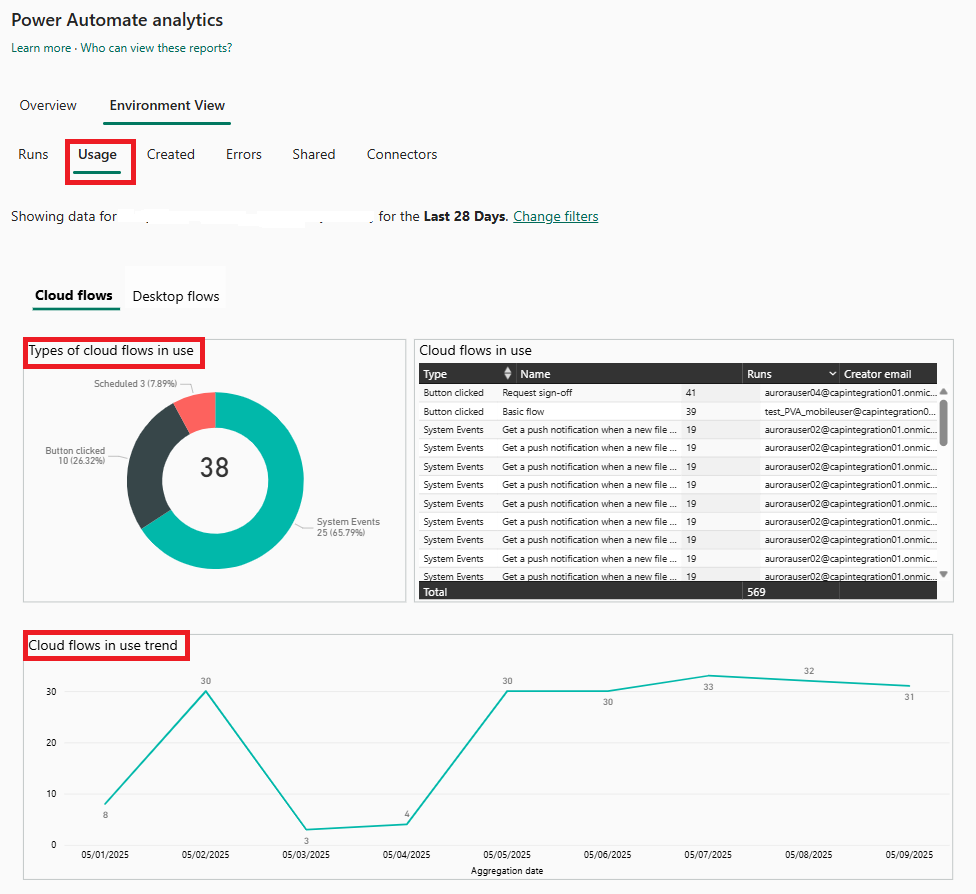 Power Automate analytics
Learn more · Who can view these reports?
Overview Environment View
Runs Usage Created Errors Shared Connectors
Showing data for for the Last 28 Days. Change filters
Cloud flows Desktop flows
Types of cloud flows in use
Scheduled 3 (7.89%)
Button clicked
10 (26.32%)
38
System Events
25 (65.79%)
Cloud flows in use
Type Name Runs Creator email
Button clicked Request sign-off 41 aurorauser04@capintegration01.onmic...
Button clicked Basic flow 39 test_PVA_mobileuser@capintegration0...
System Events Get a push notification when a new file ... 19 aurorauser02@capintegration01.onmic...
System Events Get a push notification when a new file ... 19 aurorauser02@capintegration01.onmic...
System Events Get a push notification when a new file ... 19 aurorauser02@capintegration01.onmic...
System Events Get a push notification when a new file ... 19 aurorauser02@capintegration01.onmic...
System Events Get a push notification when a new file ... 19 aurorauser02@capintegration01.onmic...
System Events Get a push notification when a new file ... 19 aurorauser02@capintegration01.onmic...
System Events Get a push notification when a new file ... 19 aurorauser02@capintegration01.onmic...
System Events Get a push notification when a new file ... 19 aurorauser02@capintegration01.onmic...
System Events Get a push notification when a new file ... 19 aurorauser02@capintegration01.onmic...
Total 569
Cloud flows in use trend
30
20
10
0
8
30
3
4
30
30
33
32
31
05/01/2025 05/02/2025 05/03/2025 05/04/2025 05/05/2025 05/06/2025 05/07/2025 05/08/2025 05/09/2025
Aggregation date